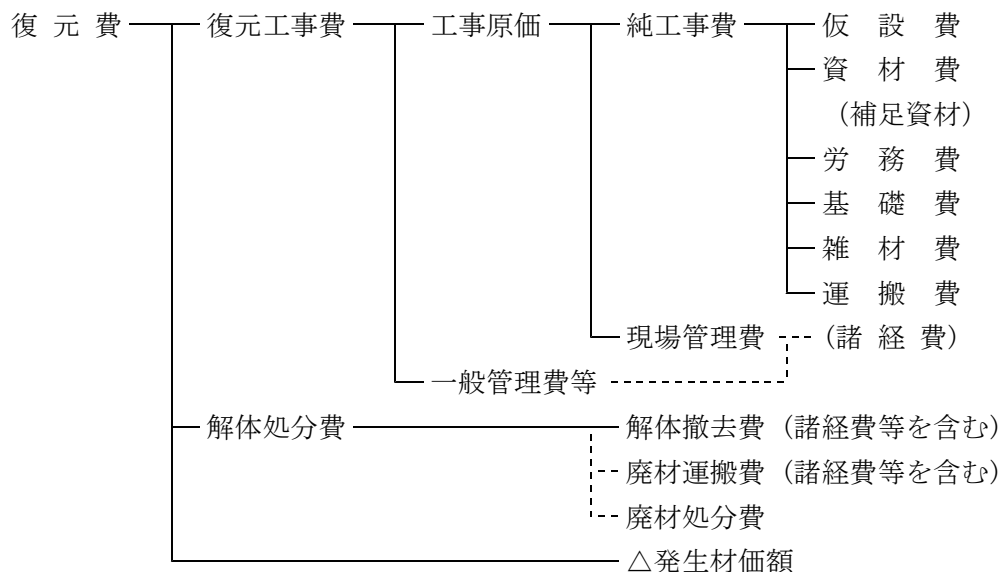 復元費 復元工事費 工事原価 純工事費 仮設費
資材費
（補足資材）
労務費
基礎費
雑材費
運搬費
現場管理費 （諸経費）
一般管理費等
解体処分費 解体撤去費（諸経費等を含む）
廃材運搬費（諸経費等を含む）
廃材処分費
△発生材価額